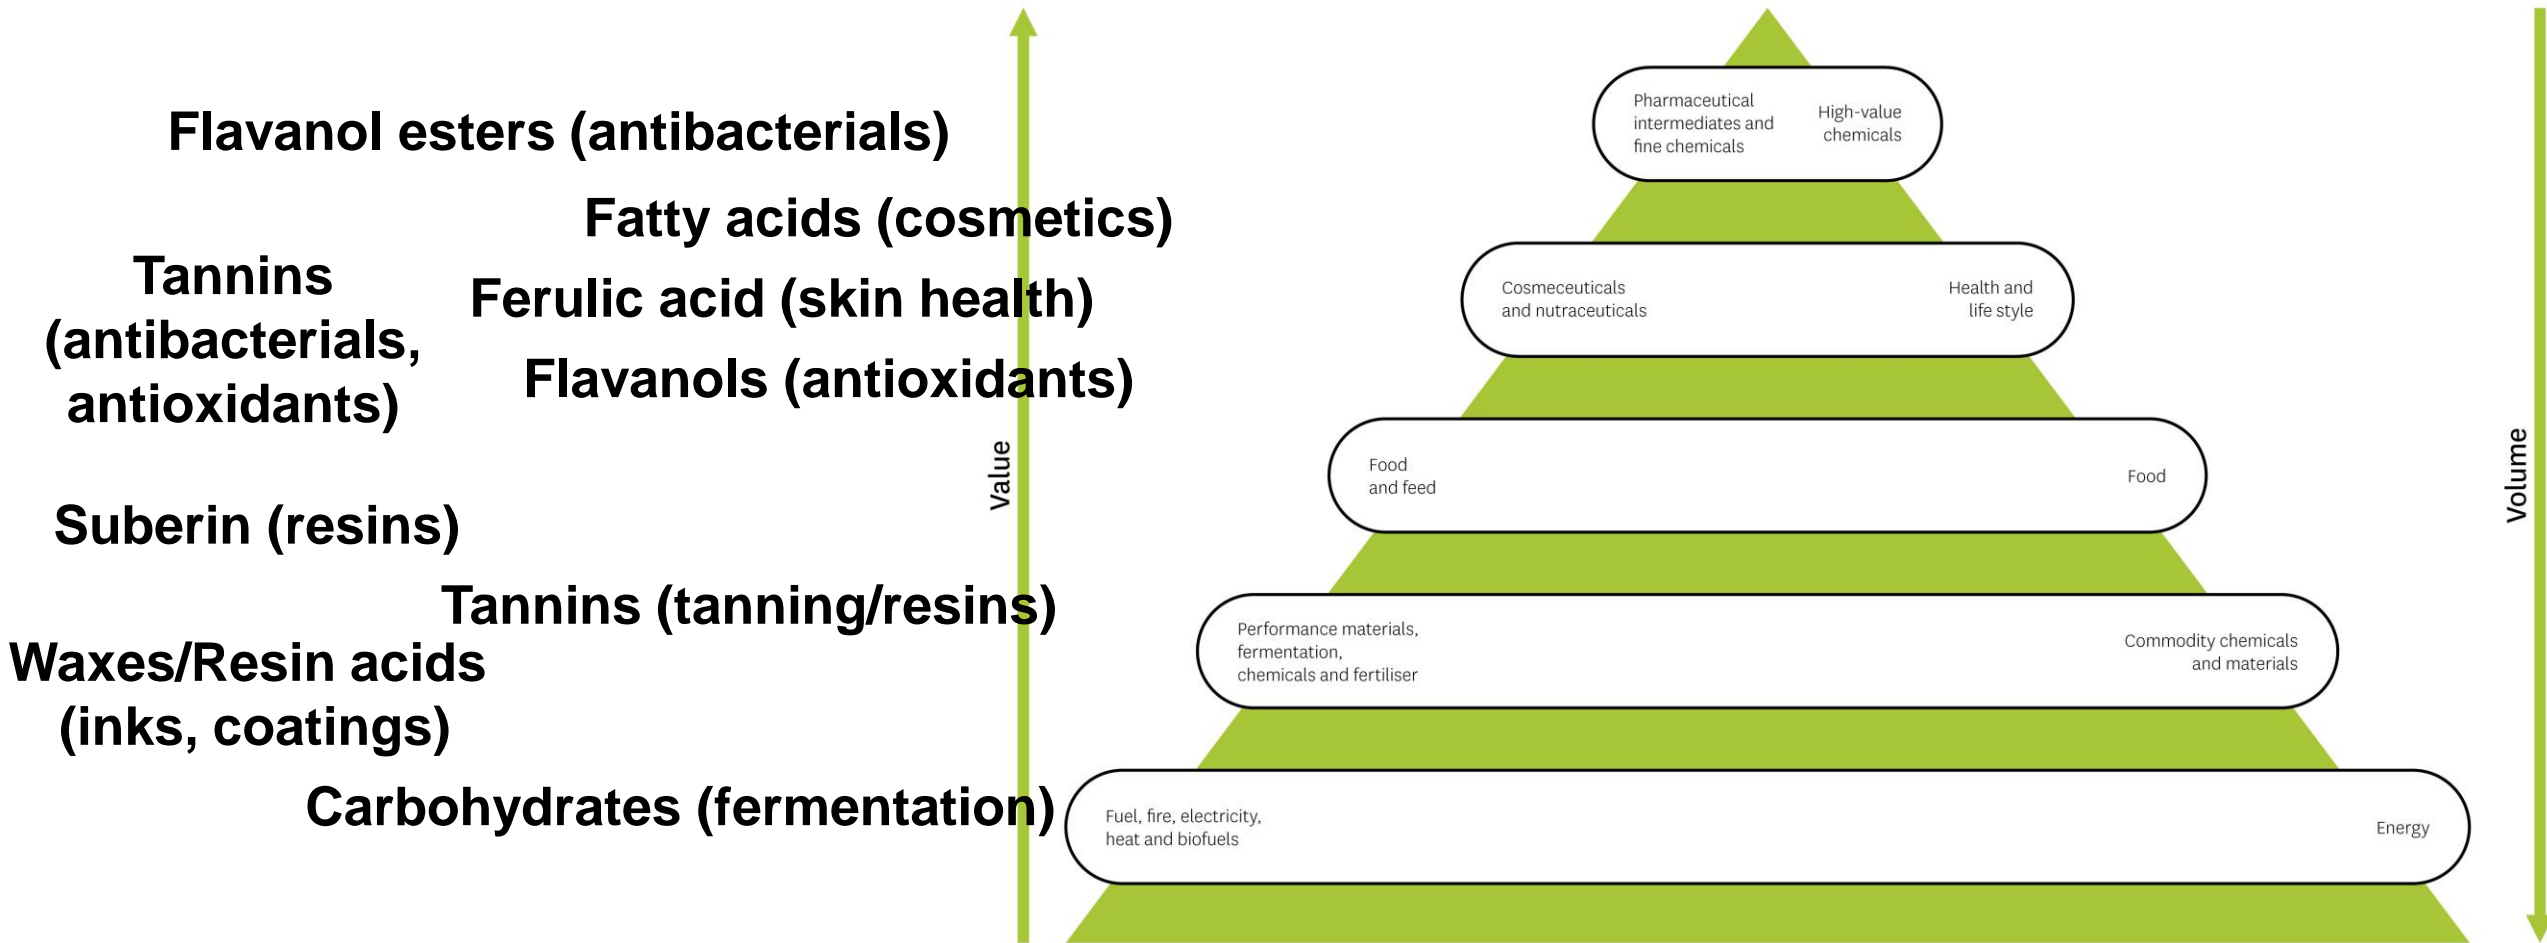 Flavanol esters (antibacterials)
Fatty acids (cosmetics)
Tannins
(antibacterials,
antioxidants)
Ferulic acid (skin health)
Flavanols (antioxidants)
Suberin (resins)
Tannins (tanning/resins)
Waxes/Resin acids
(inks, coatings)
Carbohydrates (fermentation)
Value
Pharmaceutical
intermediates and
fine chemicals
High-value
chemicals
Cosmeceuticals
and nutraceuticals
Health and
life style
Food
and feed
Food
Performance materials,
fermentation,
chemicals and fertiliser
Commodity chemicals
and materials
Fuel, fire, electricity,
heat and biofuels
Energy
Volume